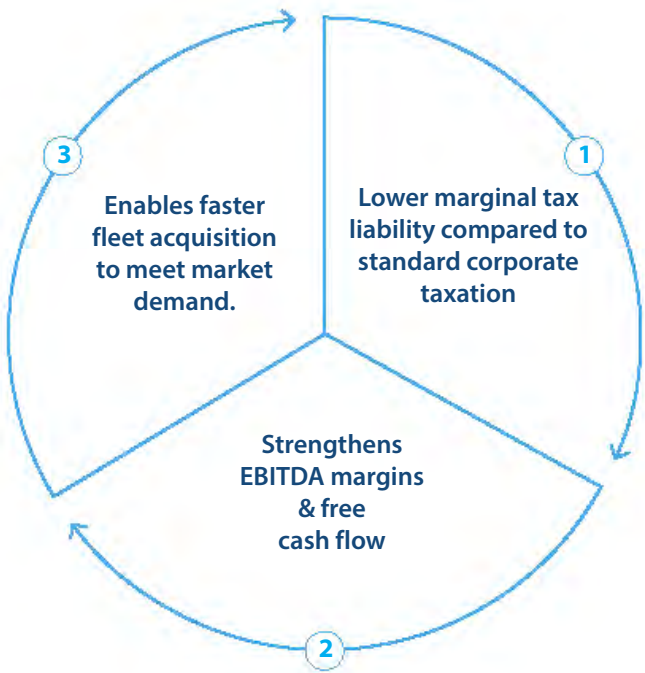 1
Lower marginal tax
liability compared to
standard corporate
taxation
2
Strengthens
EBITDA margins
& free
cash flow
3
Enables faster
fleet acquisition
to meet market
demand.